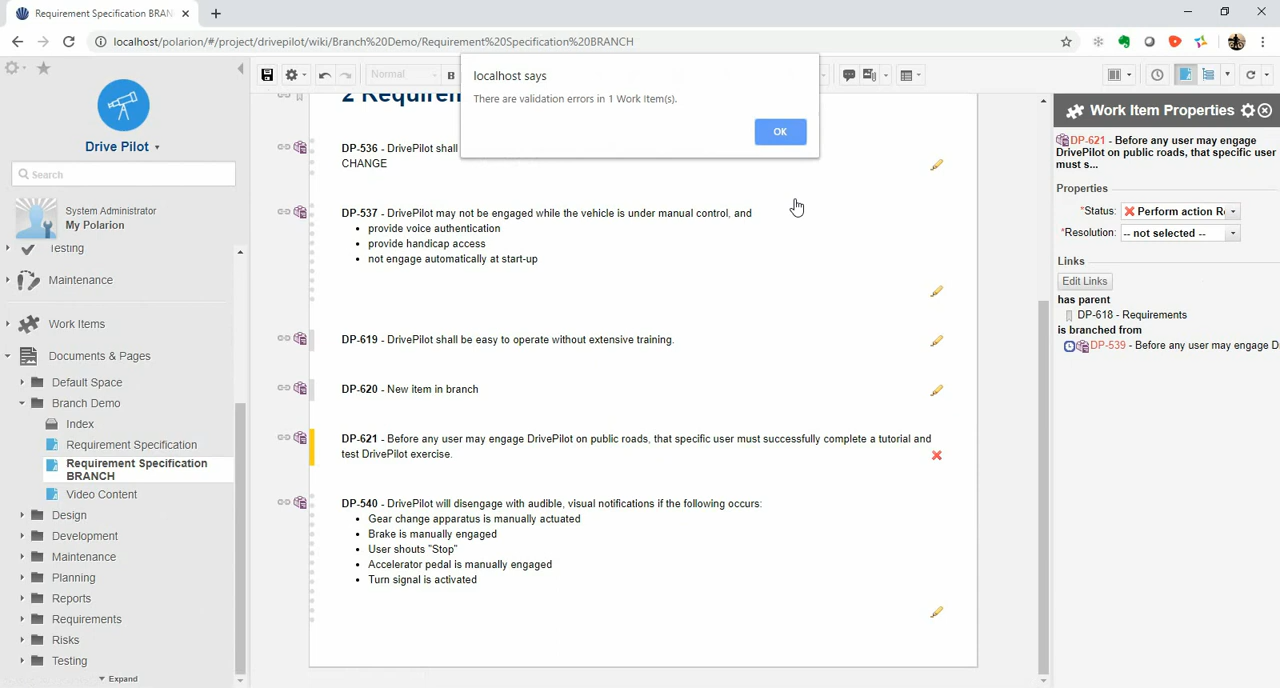 Requirement Specification BRAN
localhost/polarion/#/project/drivepilot/wiki/Branch%20Demo/Requirement%20Specification%20BRANCH
localhost says
There are validation errors in 1 Work Item(s).
OK
Drive Pilot
Search
System Administrator
My Polarion
Testing
Maintenance
Work Items
Documents & Pages
Default Space
Branch Demo
Index
Requirement Specification
Requirement Specification
BRANCH
Video Content
Design
Development
Maintenance
Planning
Reports
Requirements
Risks
Testing
Expand
Normal
B
2 Requirem
DP-536 - DrivePilot shall
CHANGE
DP-537 - DrivePilot may not be engaged while the vehicle is under manual control, and
• provide voice authentication
• provide handicap access
• not engage automatically at start-up
DP-619 - DrivePilot shall be easy to operate without extensive training.
DP-620 - New item in branch
DP-621 - Before any user may engage DrivePilot on public roads, that specific user must successfully complete a tutorial and
test DrivePilot exercise.
DP-540 - DrivePilot will disengage with audible, visual notifications if the following occurs:
• Gear change apparatus is manually actuated
• Brake is manually engaged
• User shouts "Stop"
• Accelerator pedal is manually engaged
• Turn signal is activated
Work Item Properties
DP-621 - Before any user may engage
DrivePilot on public roads, that specific user
must s...
Properties
*Status: Perform action R
*Resolution: -- not selected --
Links
Edit Links
has parent
DP-618 - Requirements
is branched from
DP-539 - Before any user may engage D